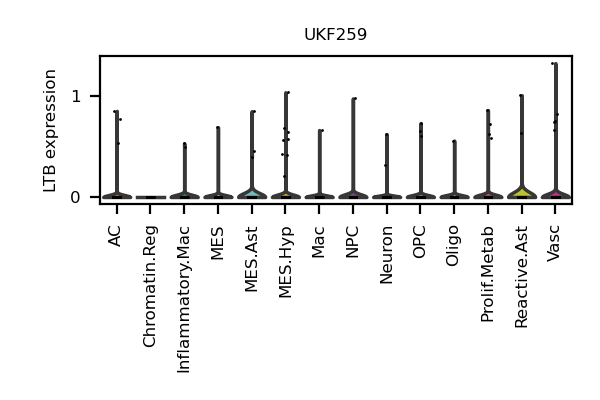 UKF259
LTB expression
1
0
AC
Chromatin.Reg
Inflammatory.Mac
MES
MES.Ast
MES.Hyp
Mac
NPC
Neuron
OPC
Oligo
Prolif.Metab
Reactive.Ast
Vasc